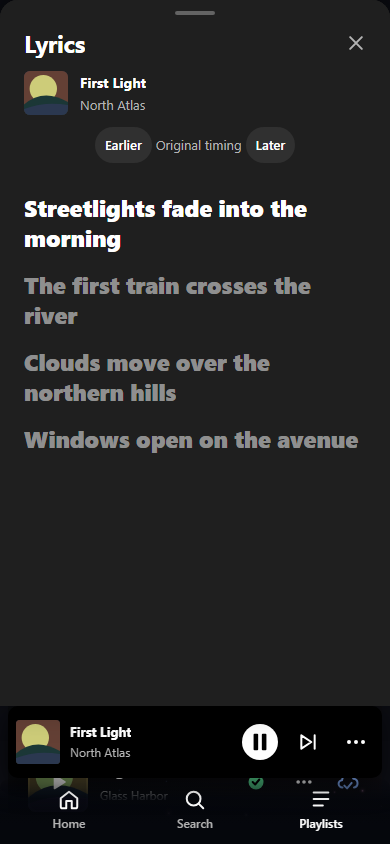 Lyrics
First Light
North Atlas
Earlier Original timing Later
Streetlights fade into the
morning
The first train crosses the
river
Clouds move over the
northern hills
Windows open on the avenue
First Light
North Atlas
Glass Harbor
Home Search Playlists